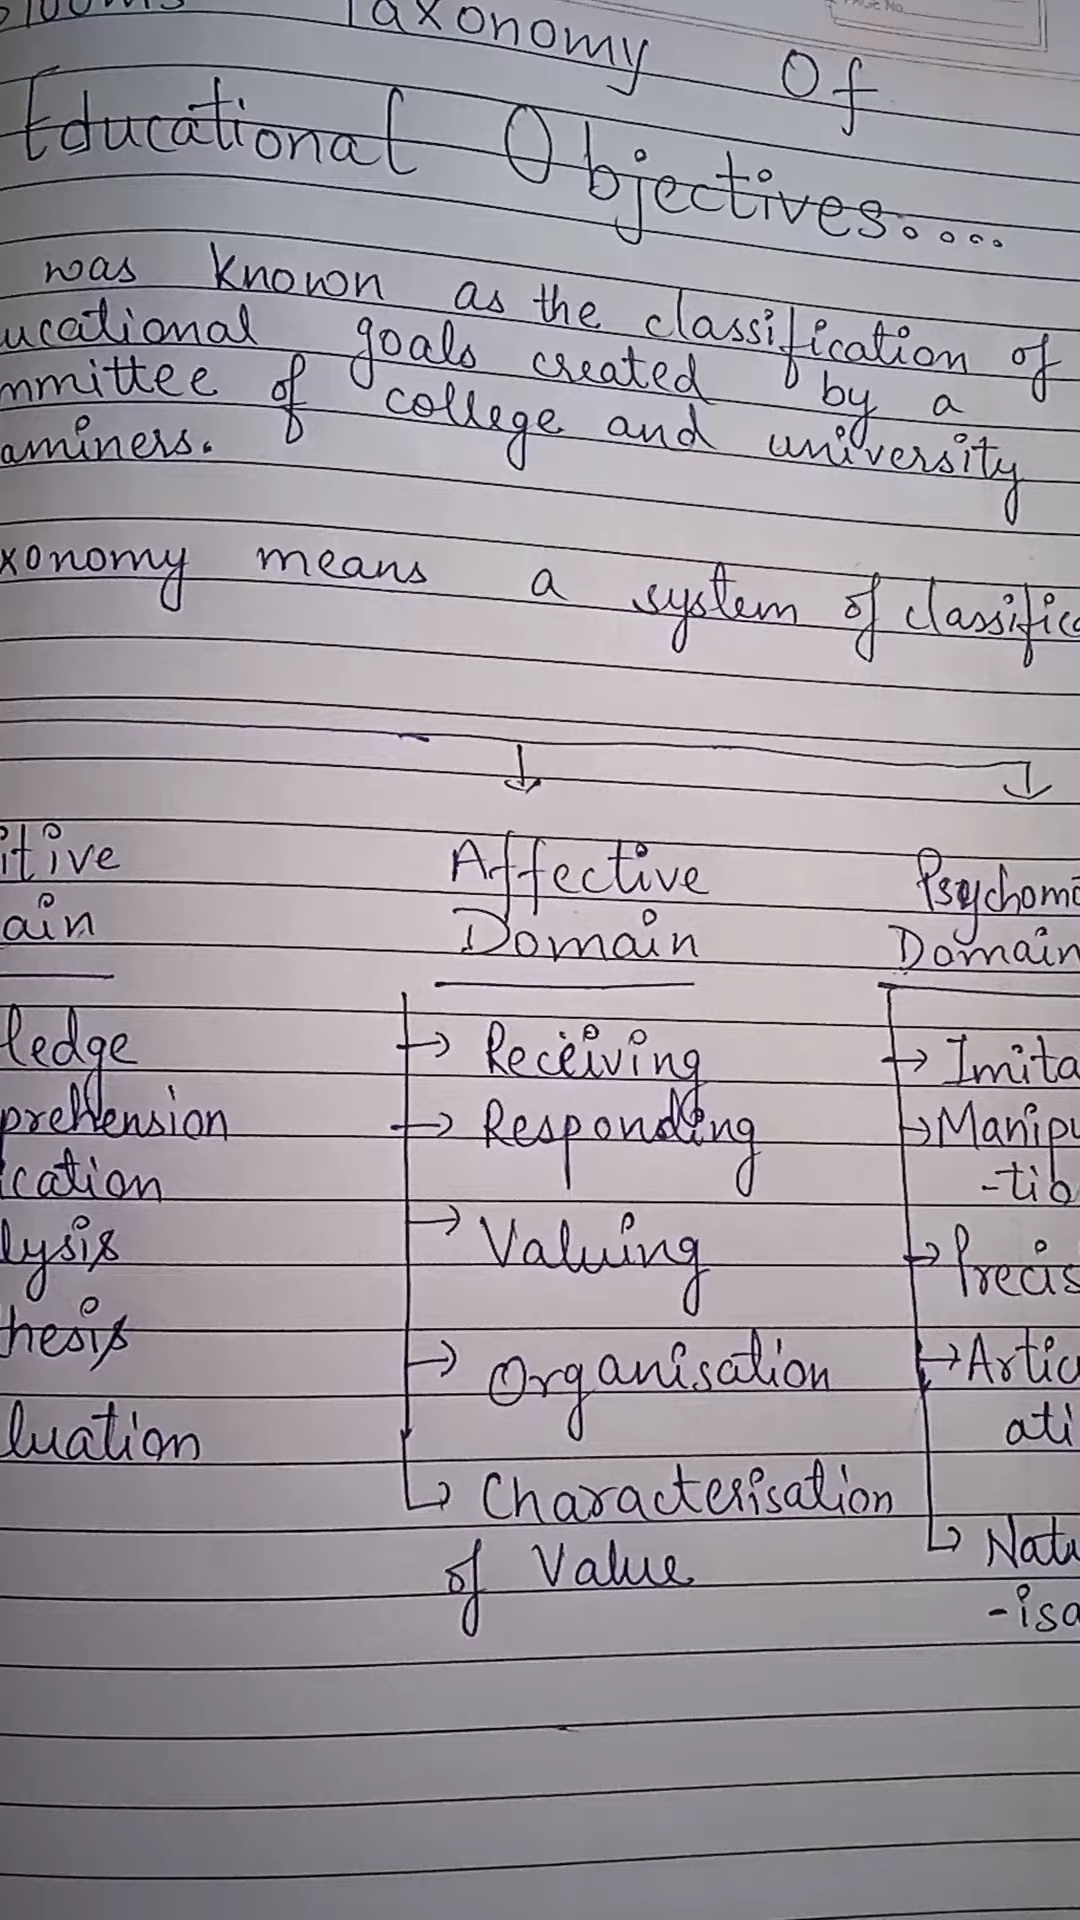 Blooms Taxonomy Of
Educational Objectives....
was known as the classification of
ucational goals created by a
mmittee of college and university
aminers.
xonomy means a system of classific
itive Affective Psychomo
ain Domain Domain
ledge → Receiving → Imita
prehension → Responding → Manipu
cation -tio
lysis → Valuing → Precis
hesis → Organisation → Artic
luation ati
↳ Characterisation ↳ Natu
of Value -isa